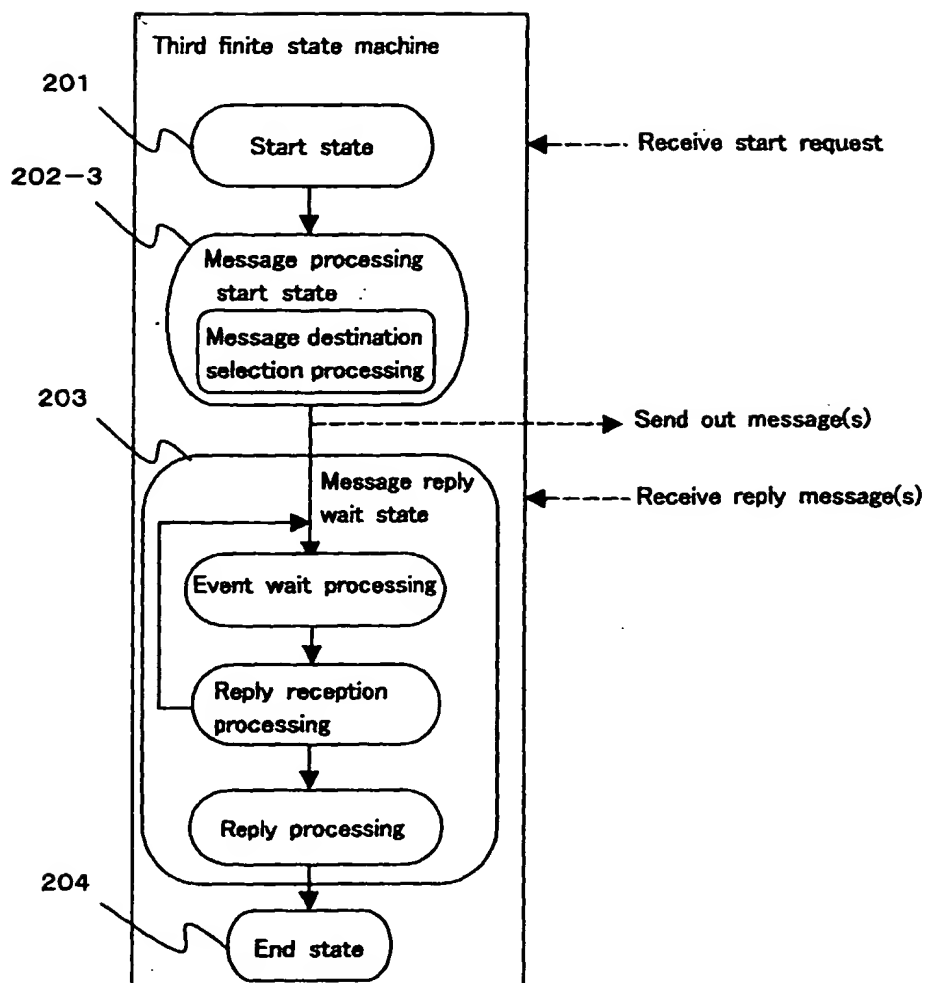 Third finite state machine
201
Start state
Receive start request
202-3
Message processing
start state
Message destination
selection processing
203
Send out message(s)
Message reply
wait state
Receive reply message(s)
Event wait processing
Reply reception
processing
Reply processing
204
End state